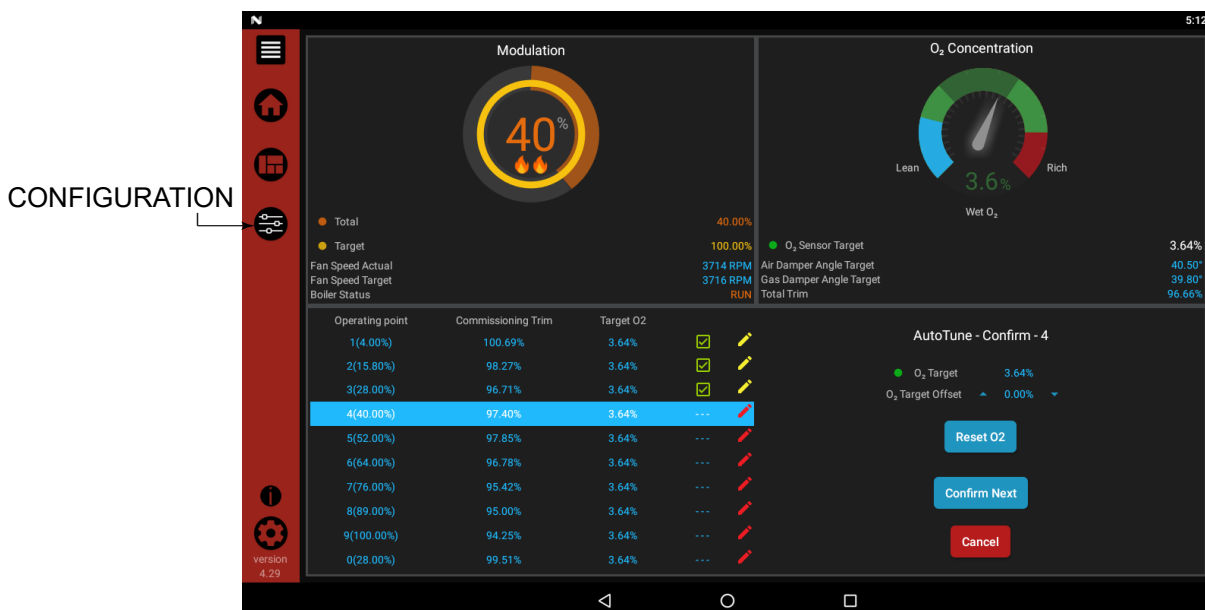 5:12
CONFIGURATION
version
4.29
Modulation
40%
Total 40.00%
Target 100.00%
Fan Speed Actual 3714 RPM
Fan Speed Target 3716 RPM
Boiler Status RUN
O₂ Concentration
Lean Rich
3.6%
Wet O₂
O₂ Sensor Target 3.64%
Air Damper Angle Target 40.50°
Gas Damper Angle Target 39.80°
Total Trim 96.66%
Operating point Commissioning Trim Target O2
1(4.00%) 100.69% 3.64%
2(15.80%) 98.27% 3.64%
3(28.00%) 96.71% 3.64%
4(40.00%) 97.40% 3.64% ---
5(52.00%) 97.85% 3.64% ---
6(64.00%) 96.78% 3.64% ---
7(76.00%) 95.42% 3.64% ---
8(89.00%) 95.00% 3.64% ---
9(100.00%) 94.25% 3.64% ---
0(28.00%) 99.51% 3.64% ---
AutoTune - Confirm - 4
O₂ Target 3.64%
O₂ Target Offset 0.00%
Reset O2
Confirm Next
Cancel